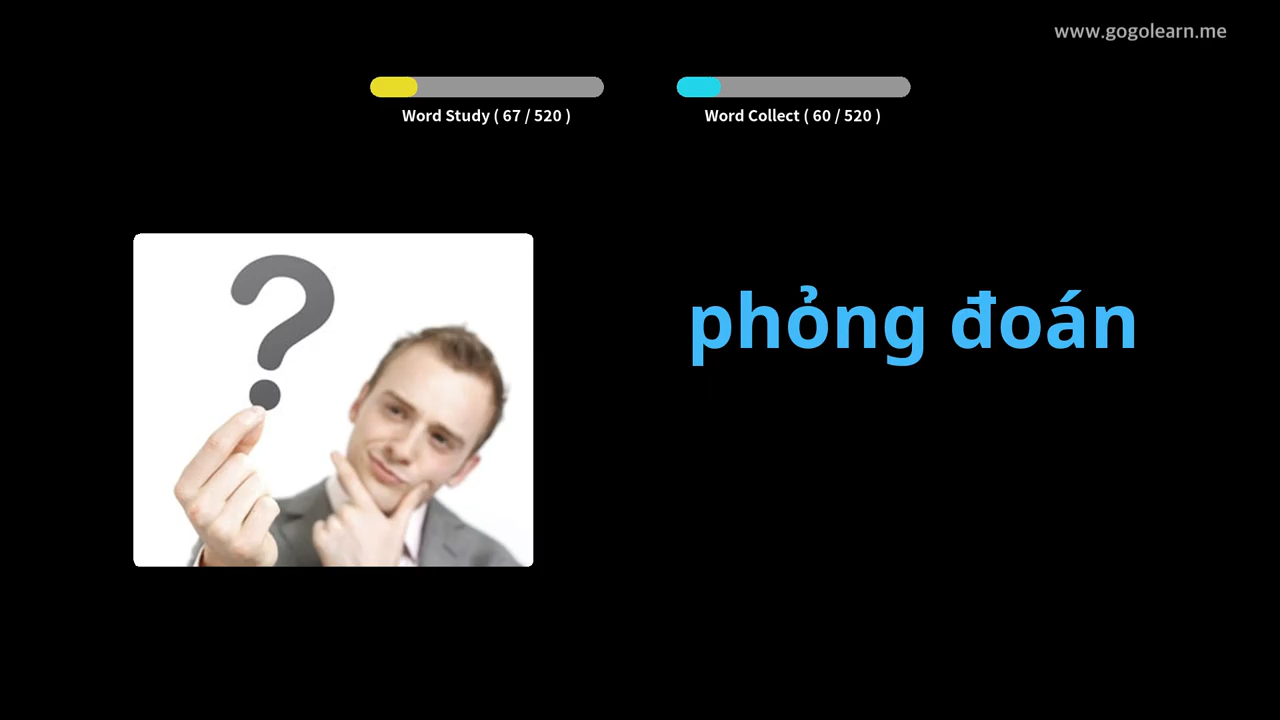 www.gogolearn.me
Word Study ( 67 / 520 )
Word Collect ( 60 / 520 )
?
phỏng đoán